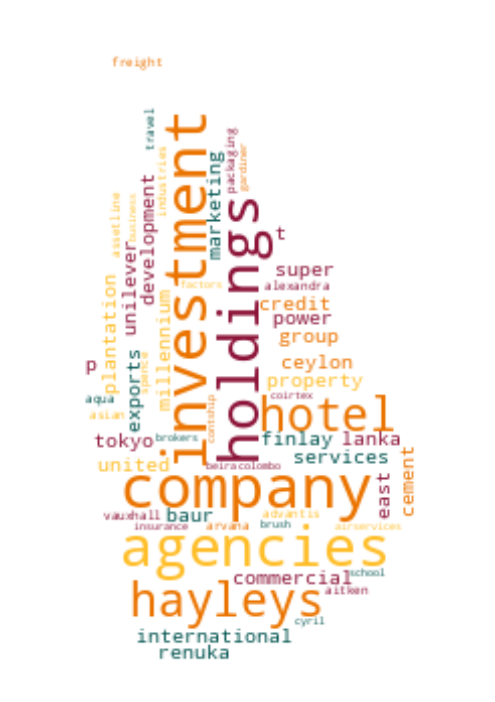 freight
travel
investment
packaging
gardiner
industries
marketing
development
assetline
business
holdings
t
unilever
super
factors
alexandra
plantation
millennium
credit
power
group
exports
spence
ceylon
p
property
aqua
asian
contship
coirtex
hotel
tokyo
brokers
finlay
lanka
services
united
beira
colombo
east
cement
company
vauxhall
baur
advantis
insurance
arvana
brush
airservices
agencies
commercial
school
hayleys
aitken
cyril
international
renuka